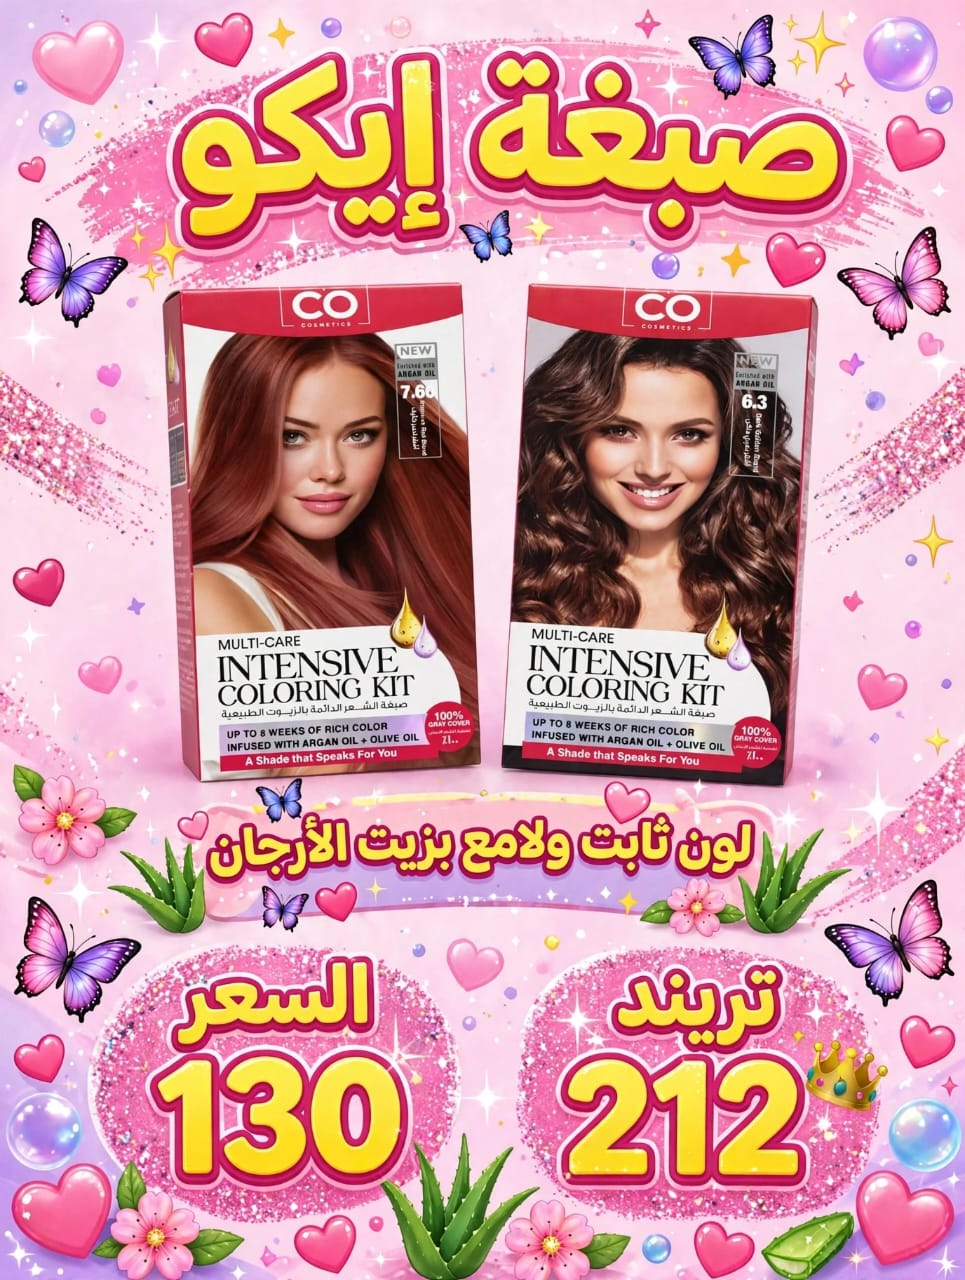 صبغة إيكو
CO
COSMETICS
NEW
Enriched with
ARGAN OIL
MULTI-CARE
INTENSIVE
COLORING KIT
صبغة الشعر الدائمة بالزيوت الطبيعية
UP TO 8 WEEKS OF RICH COLOR
INFUSED WITH ARGAN OIL + OLIVE OIL
A Shade that Speaks For You
100%
GRAY COVER
٪١٠٠
CO
COSMETICS
NEW
Enriched with
ARGAN OIL
6.3
MULTI-CARE
INTENSIVE
COLORING KIT
صبغة الشعر الدائمة بالزيوت الطبيعية
UP TO 8 WEEKS OF RICH COLOR
INFUSED WITH ARGAN OIL + OLIVE OIL
A Shade that Speaks For You
100%
GRAY COVER
٪١٠٠
لون ثابت ولامع بزيت الأرجان
تريند
212
السعر
130